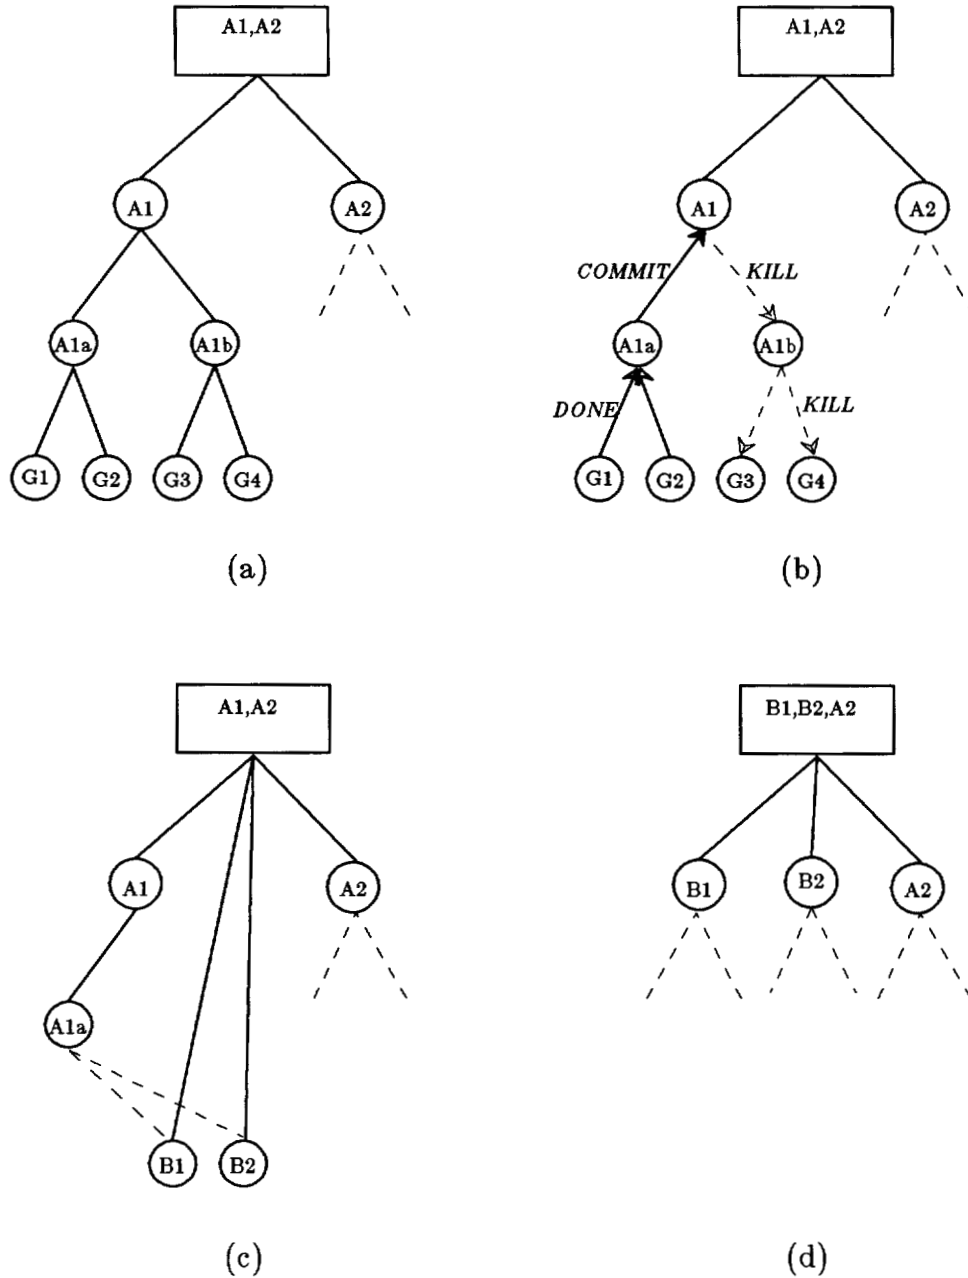 A1,A2
A1,A2
A1
A2
A1
A2
COMMIT
KILL
A1a
A1b
A1a
A1b
DONE
KILL
G1
G2
G3
G4
G1
G2
G3
G4
(a)
(b)
A1,A2
B1,B2,A2
A1
A2
B1
B2
A2
A1a
B1
B2
(c)
(d)